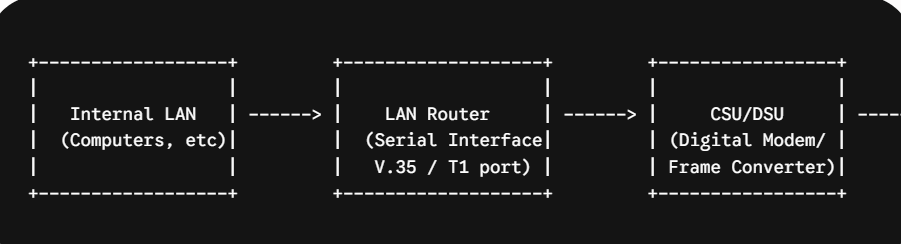 Internal LAN ------> LAN Router ------> CSU/DSU ----
(Computers, etc) (Serial Interface (Digital Modem/
V.35 / T1 port) Frame Converter)